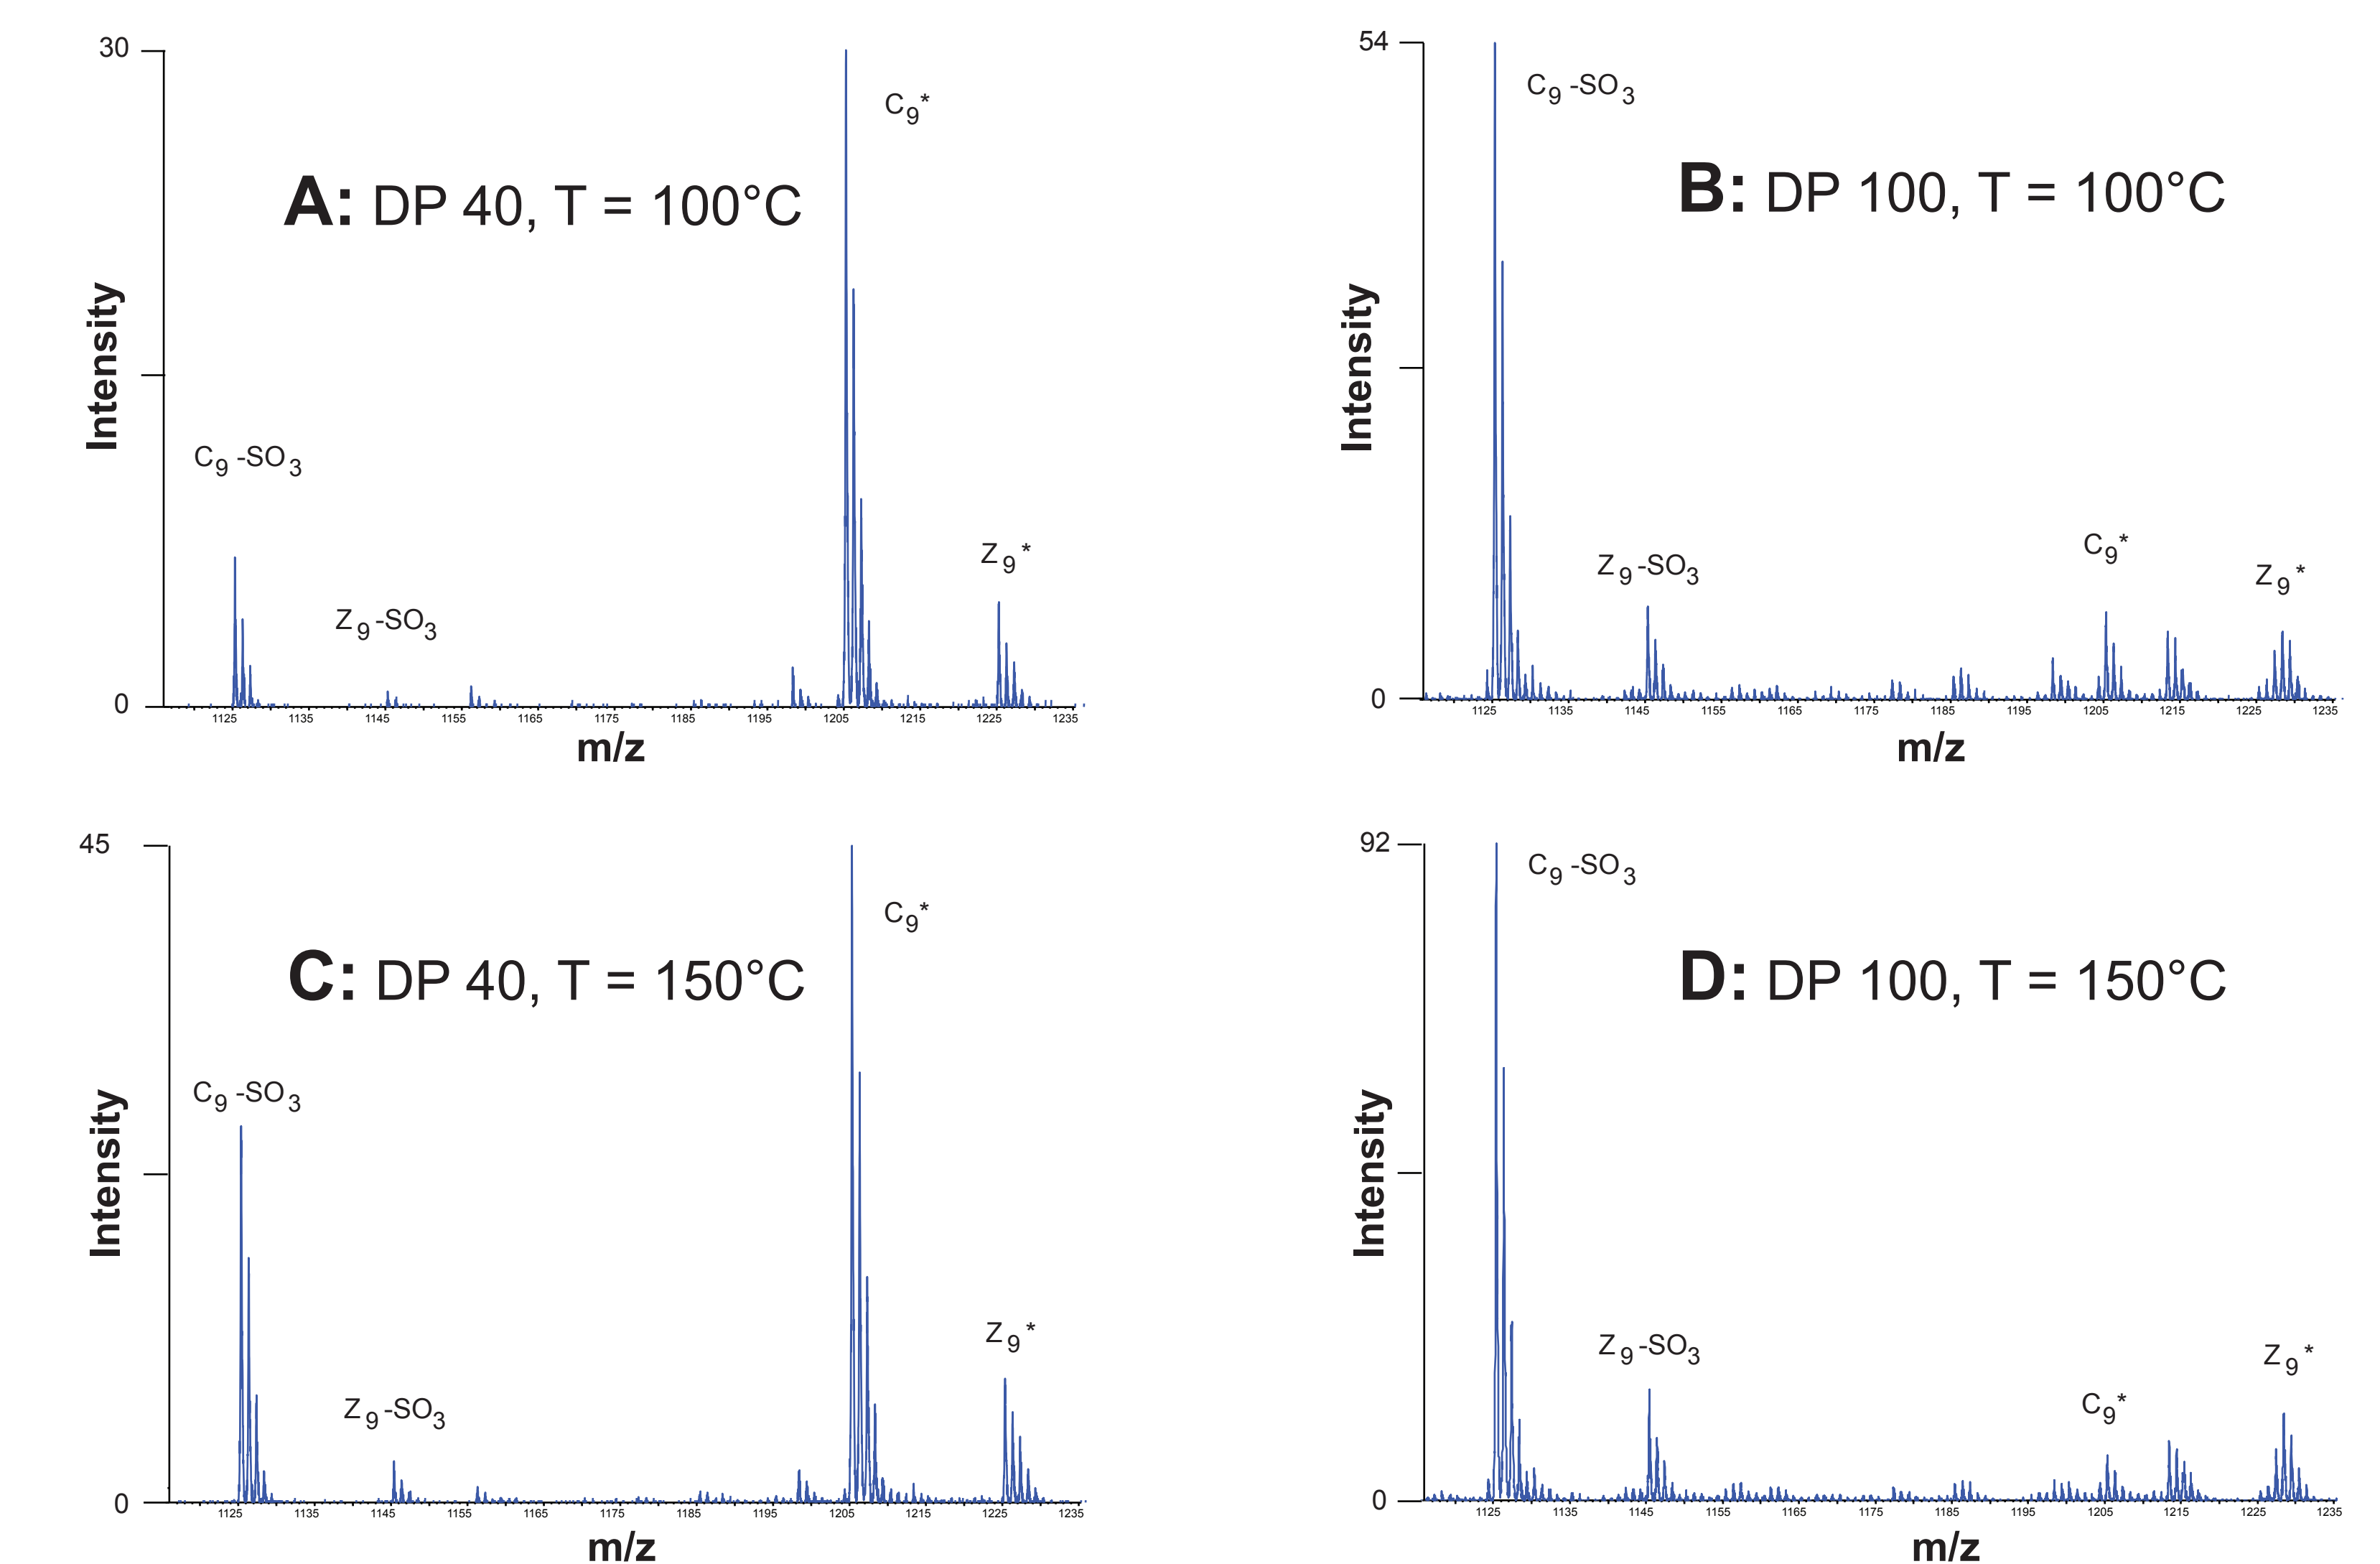 30
C9*
A: DP 40, T = 100°C
Intensity
C9-SO3
Z9-SO3
Z9*
0
1125 1135 1145 1155 1165 1175 1185 1195 1205 1215 1225 1235
m/z
54
C9-SO3
B: DP 100, T = 100°C
Intensity
Z9-SO3
C9*
Z9*
0
1125 1135 1145 1155 1165 1175 1185 1195 1205 1215 1225 1235
m/z
45
C9*
C: DP 40, T = 150°C
Intensity
C9-SO3
Z9*
Z9-SO3
0
1125 1135 1145 1155 1165 1175 1185 1195 1205 1215 1225 1235
m/z
92
C9-SO3
D: DP 100, T = 150°C
Intensity
Z9-SO3
Z9*
C9*
0
1125 1135 1145 1155 1165 1175 1185 1195 1205 1215 1225 1235
m/z